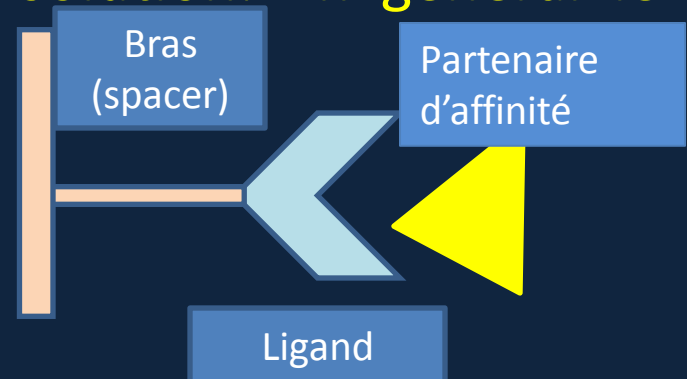 Bras
(spacer)
Partenaire
d’affinité
Ligand